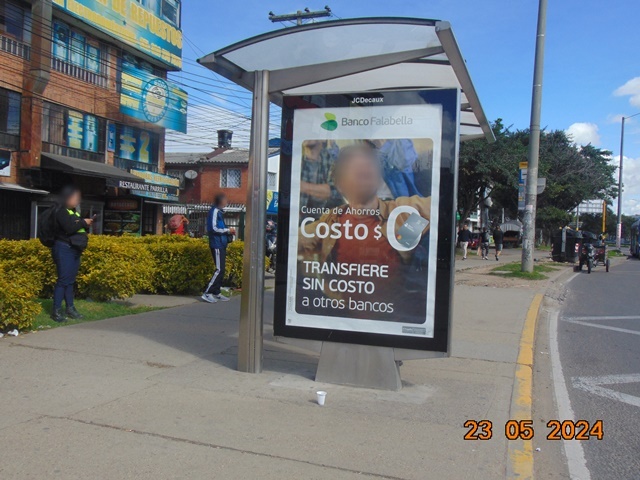 JCDecaux
Banco Falabella
Cuenta de Ahorros
Costo $0
TRANSFIERE
SIN COSTO
a otros bancos
RESTAURANTE PARRILLA
23 05 2024